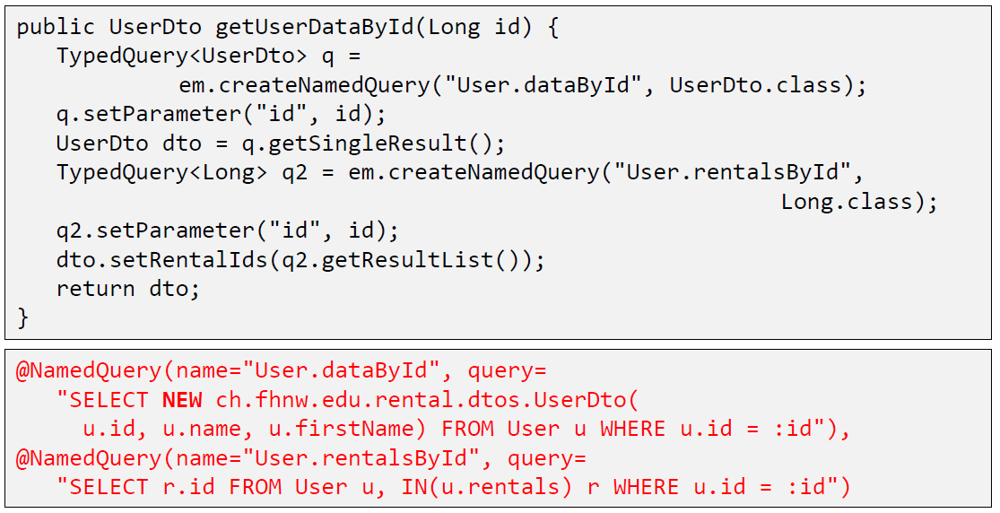 public UserDto getUserDataById(Long id) {
   TypedQuery<UserDto> q =
            em.createNamedQuery("User.dataById", UserDto.class);
   q.setParameter("id", id);
   UserDto dto = q.getSingleResult();
   TypedQuery<Long> q2 = em.createNamedQuery("User.rentalsById",
                                                         Long.class);
   q2.setParameter("id", id);
   dto.setRentalIds(q2.getResultList());
   return dto;
}
@NamedQuery(name="User.dataById", query=
   "SELECT NEW ch.fhnw.edu.rental.dtos.UserDto(
     u.id, u.name, u.firstName) FROM User u WHERE u.id = :id"),
@NamedQuery(name="User.rentalsById", query=
   "SELECT r.id FROM User u, IN(u.rentals) r WHERE u.id = :id")